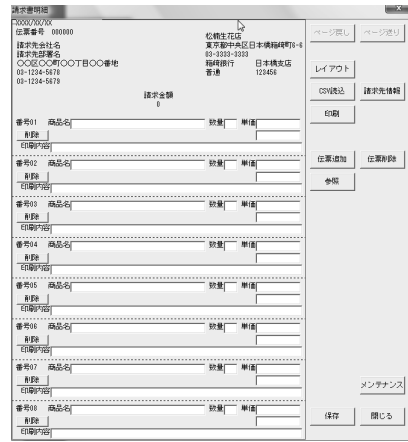 請求書明細
XXXX/XX/XX
伝票番号 000000
請求先会社名
請求先部署名
〇〇区〇〇町〇〇丁目〇〇番地
03-1234-5678
03-1234-5679
松楠生花店
東京都中央区日本橋箱崎町6-6
03-3333-3333
箱崎銀行 日本橋支店
普通 123456
請求金額
0
番号01 商品名 数量 単価
削除
印刷内容
番号02 商品名 数量 単価
削除
印刷内容
番号03 商品名 数量 単価
削除
印刷内容
番号04 商品名 数量 単価
削除
印刷内容
番号05 商品名 数量 単価
削除
印刷内容
番号06 商品名 数量 単価
削除
印刷内容
番号07 商品名 数量 単価
削除
印刷内容
番号08 商品名 数量 単価
削除
印刷内容
ページ戻し ページ送り
レイアウト
CSV読込 請求先情報
印刷
伝票追加 伝票削除
参照
メンテナンス
保存 閉じる